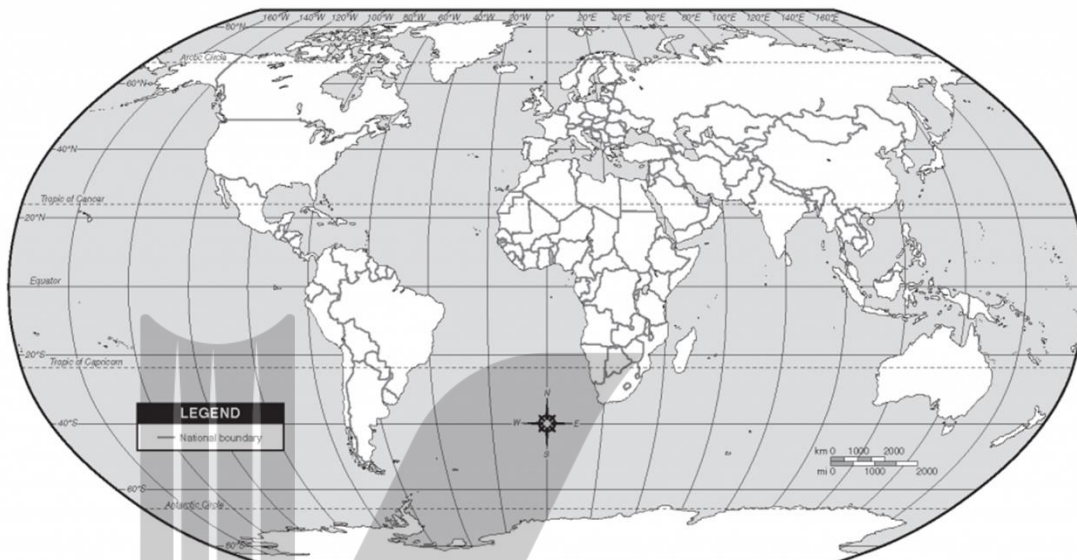 160°W 140°W 120°W 100°W 80°W 60°W 40°W 20°W 0° 20°E 40°E 60°E 80°E 100°E 120°E 140°E 160°E
80°N
Arctic Circle
60°N
40°N
Tropic of Cancer
20°N
Equator
20°S
Tropic of Capricorn
N
LEGEND
W E
40°S
National boundary
S
km 0 1000 2000
mi 0 1000 2000
60°S
Antarctic Circle
80°S